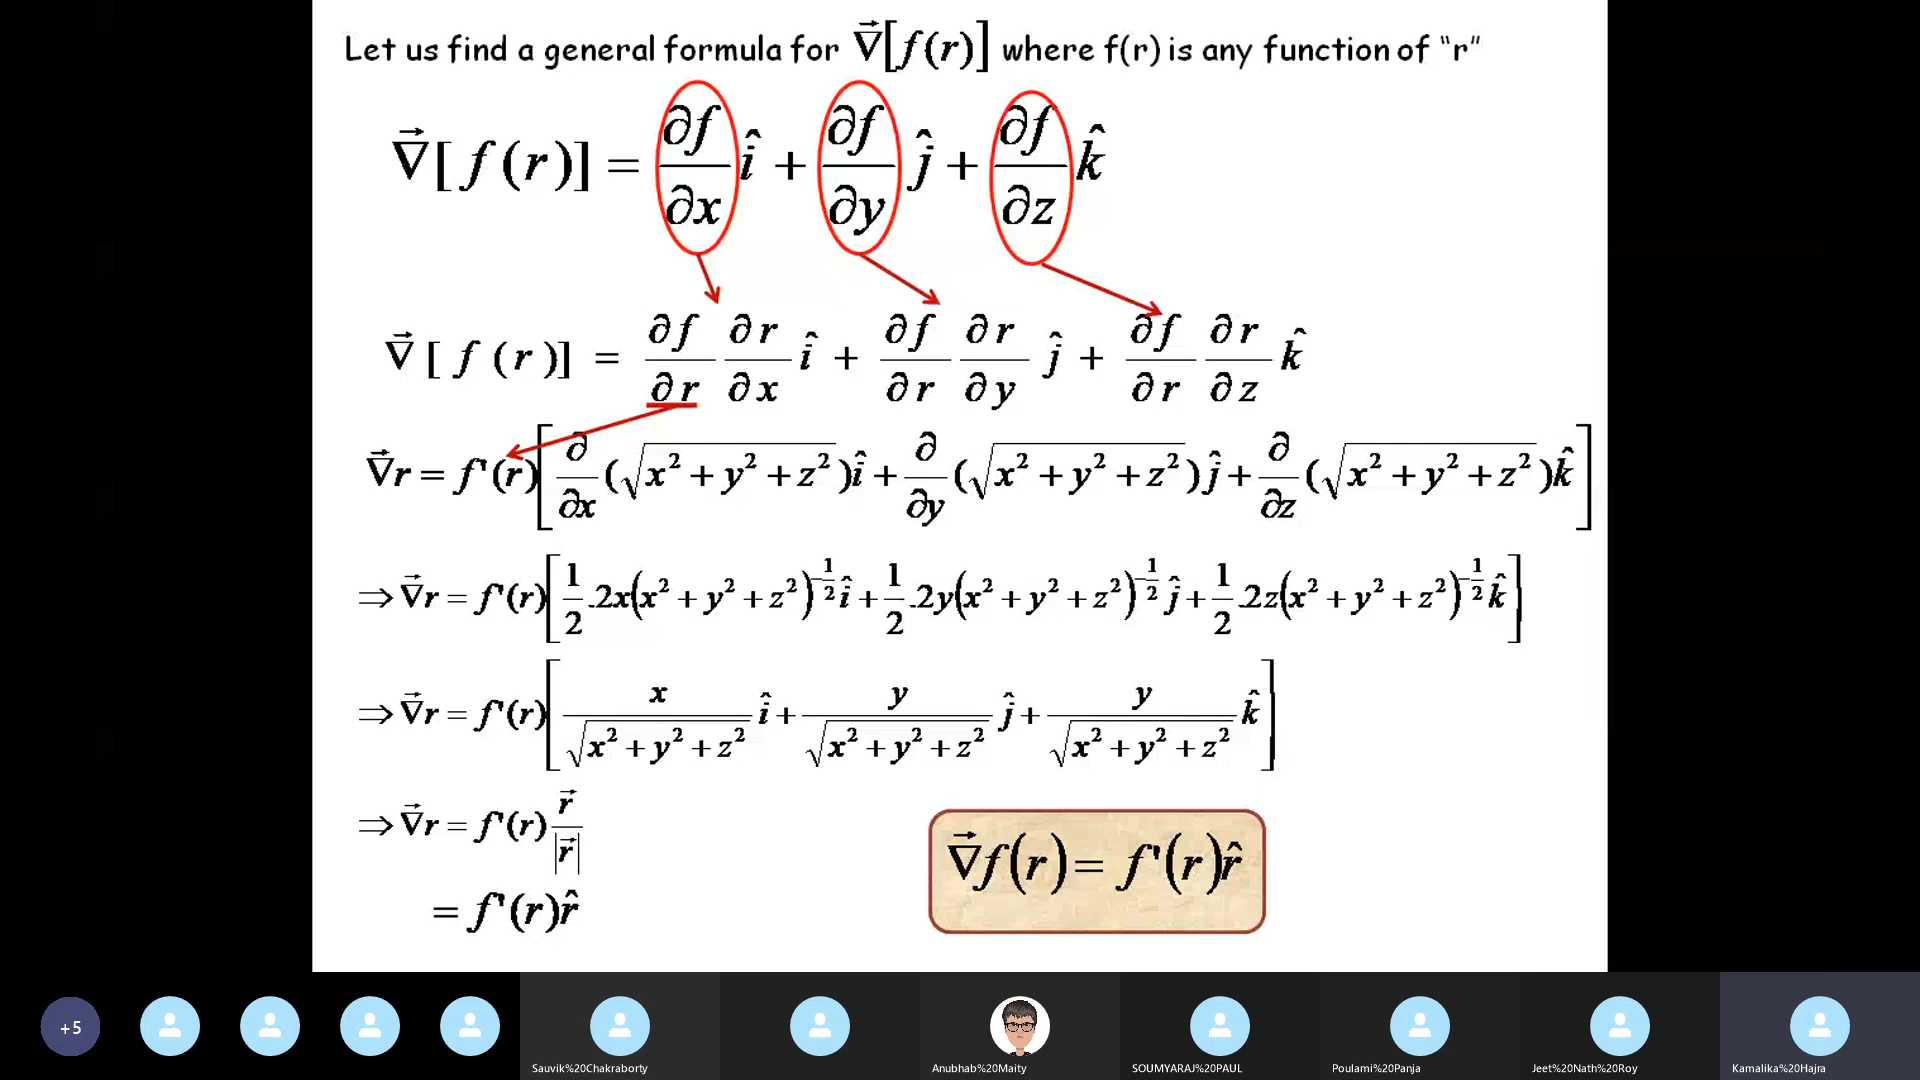 Let us find a general formula for ∇⃗[f(r)] where f(r) is any function of "r"
∇⃗[f(r)] = ∂f/∂x î + ∂f/∂y ĵ + ∂f/∂z k̂
∇⃗[f(r)] = ∂f/∂r ∂r/∂x î + ∂f/∂r ∂r/∂y ĵ + ∂f/∂r ∂r/∂z k̂
∇⃗r = f'(r)[∂/∂x(√(x²+y²+z²))î + ∂/∂y(√(x²+y²+z²))ĵ + ∂/∂z(√(x²+y²+z²))k̂]
⇒ ∇⃗r = f'(r)[1/2.2x(x²+y²+z²)^(-1/2) î + 1/2.2y(x²+y²+z²)^(-1/2) ĵ + 1/2.2z(x²+y²+z²)^(-1/2) k̂]
⇒ ∇⃗r = f'(r)[x/√(x²+y²+z²) î + y/√(x²+y²+z²) ĵ + y/√(x²+y²+z²) k̂]
⇒ ∇⃗r = f'(r) r⃗/|r⃗|
= f'(r)r̂
∇⃗f(r) = f'(r)r̂
+5
Sauvik%20Chakraborty
Anubhab%20Maity
SOUMYARAJ%20PAUL
Poulami%20Panja
Jeet%20Nath%20Roy
Kamalika%20Hajra